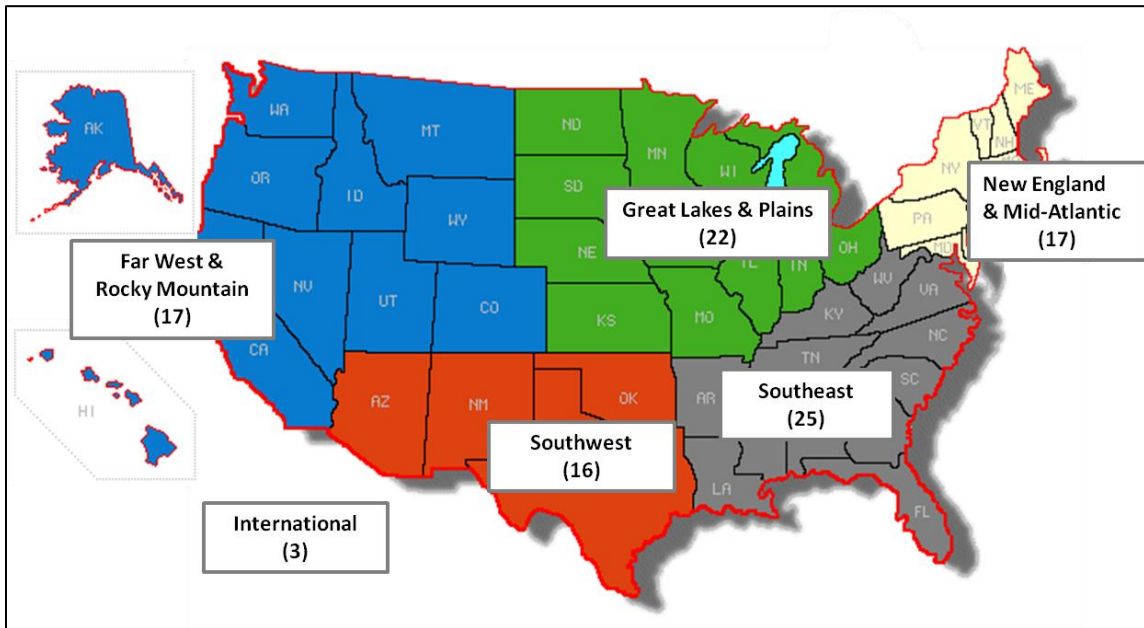 AK
WA
MT
ND
MN
ME
VT
NH
OR
ID
SD
WI
NY
WY
PA
Great Lakes & Plains
(22)
New England
& Mid-Atlantic
(17)
Far West &
Rocky Mountain
(17)
NE
IL
IN
OH
MD
NV
UT
CO
KS
MO
WV
VA
KY
CA
NC
TN
AZ
NM
OK
AR
SC
Southeast
(25)
Southwest
(16)
HI
LA
FL
International
(3)